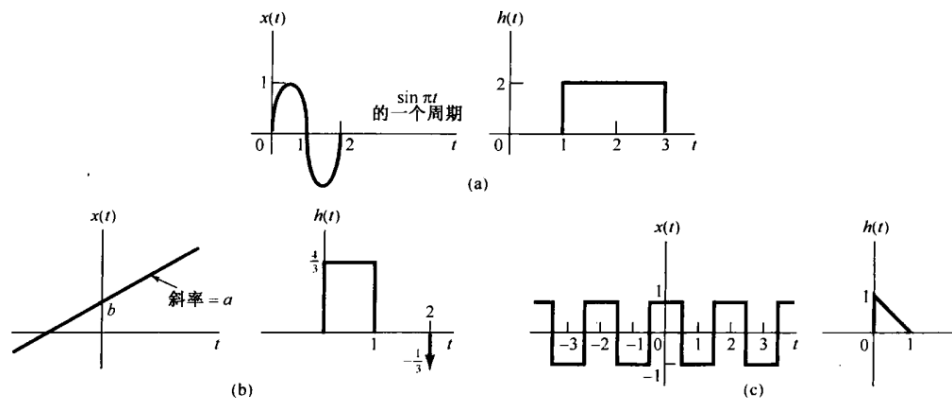 x(t)
1
sin πt
的一个周期
0 1 2 t
h(t)
2
0 1 2 3 t
(a)
x(t)
b
斜率 = a
t
h(t)
4/3
1
2
-1/3
t
(b)
x(t)
1
-3 -2 -1 0 1 2 3 t
-1
h(t)
1
0 1 t
(c)